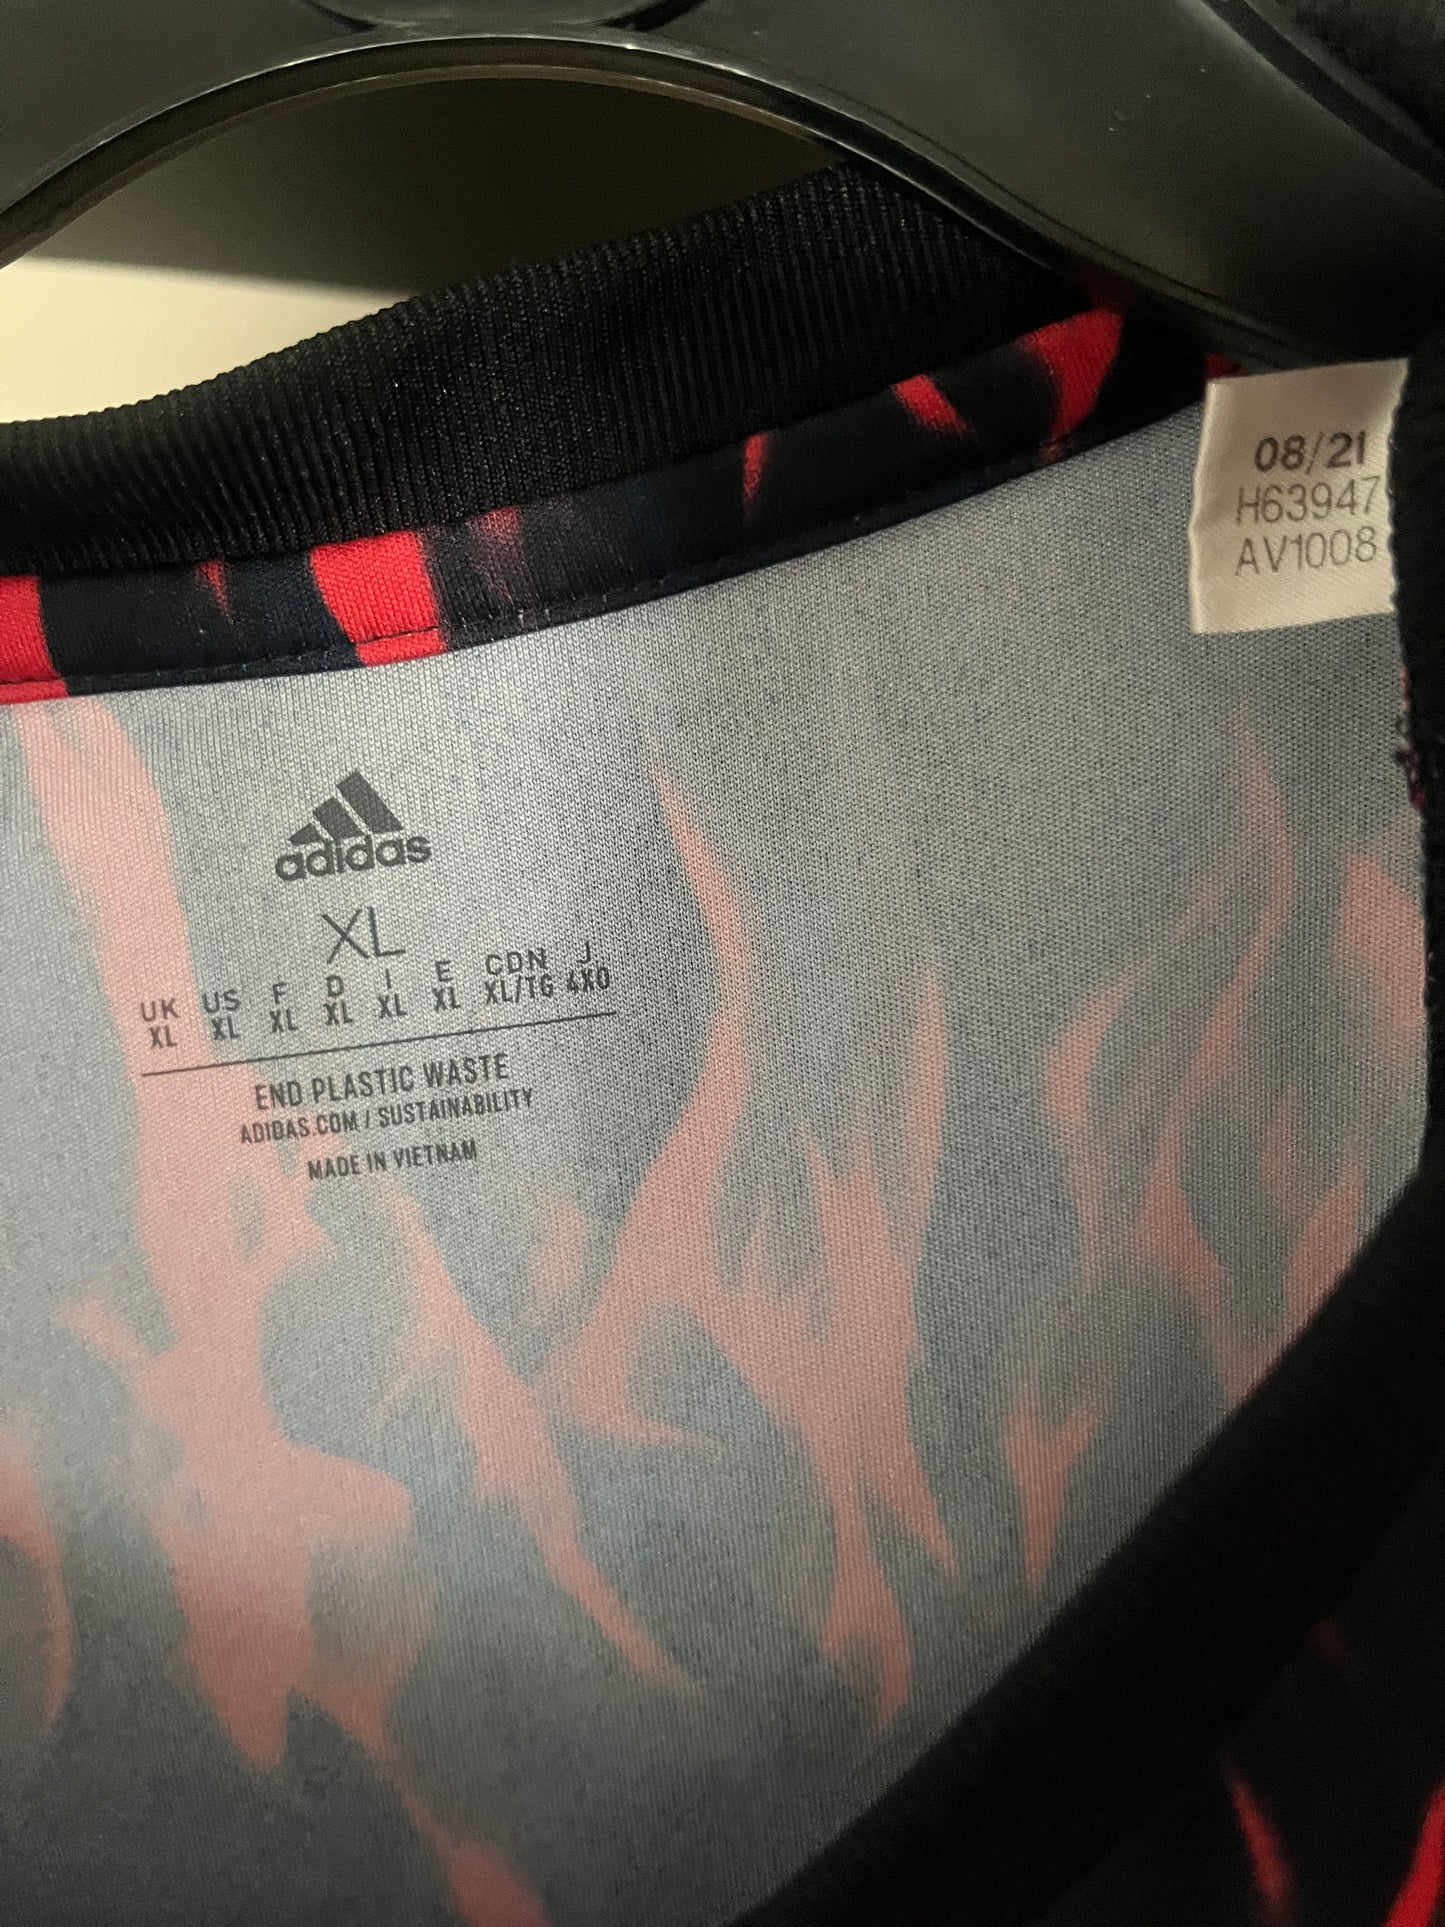 08/21
H63947
AV1008
adidas
XL
UK US F D I E CDN J
XL XL XL XL XL XL XL/TG 4XO
END PLASTIC WASTE
ADIDAS.COM / SUSTAINABILITY
MADE IN VIETNAM